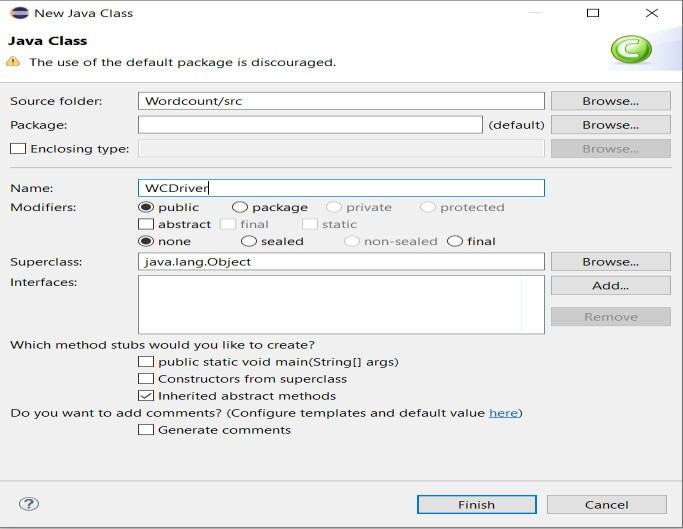 New Java Class
Java Class
The use of the default package is discouraged.
Source folder: Wordcount/src Browse...
Package: (default) Browse...
Enclosing type: Browse...
Name: WCDriver
Modifiers: public package private protected
abstract final static
none sealed non-sealed final
Superclass: java.lang.Object Browse...
Interfaces: Add...
Remove
Which method stubs would you like to create?
public static void main(String[] args)
Constructors from superclass
Inherited abstract methods
Do you want to add comments? (Configure templates and default value here)
Generate comments
? Finish Cancel